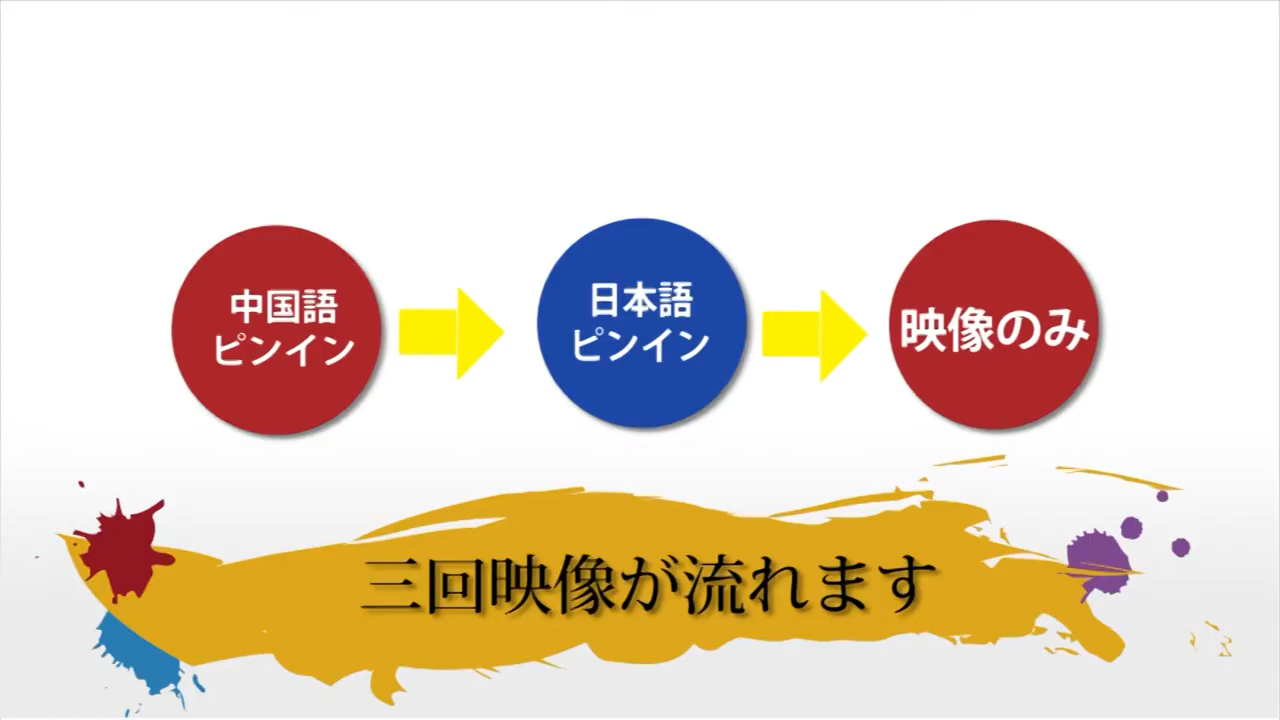 中国語
ピンイン
日本語
ピンイン
映像のみ
三回映像が流れます